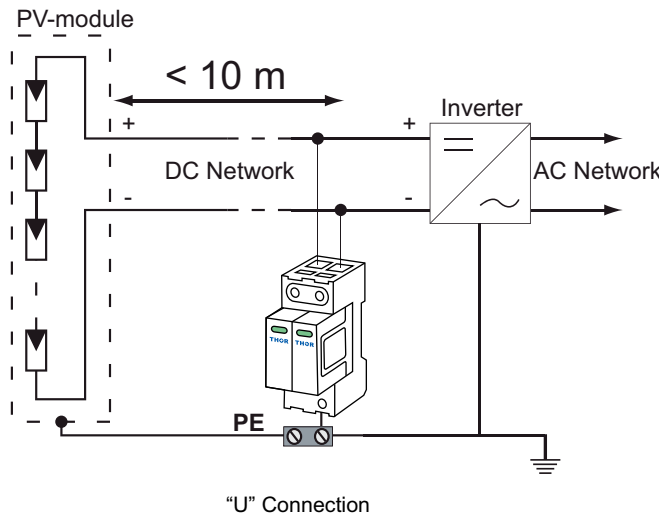 PV-module
< 10 m
+ +
Inverter
DC Network
AC Network
- -
THOR THOR
PE
“U” Connection